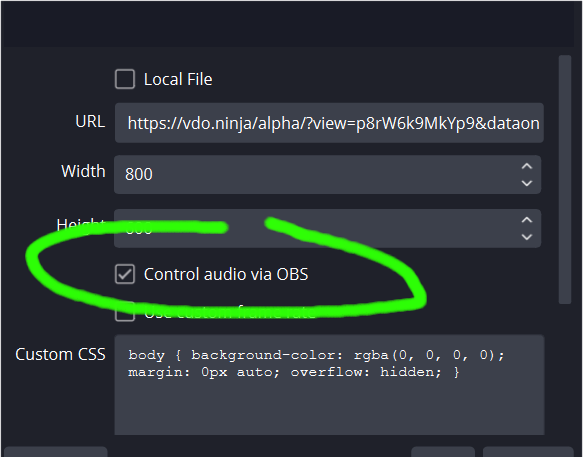 Local File
URL
https://vdo.ninja/alpha/?view=p8rW6k9MkYp9&dataon
Width
800
Height
600
Control audio via OBS
Use custom frame rate
Custom CSS
body { background-color: rgba(0, 0, 0, 0);
margin: 0px auto; overflow: hidden; }